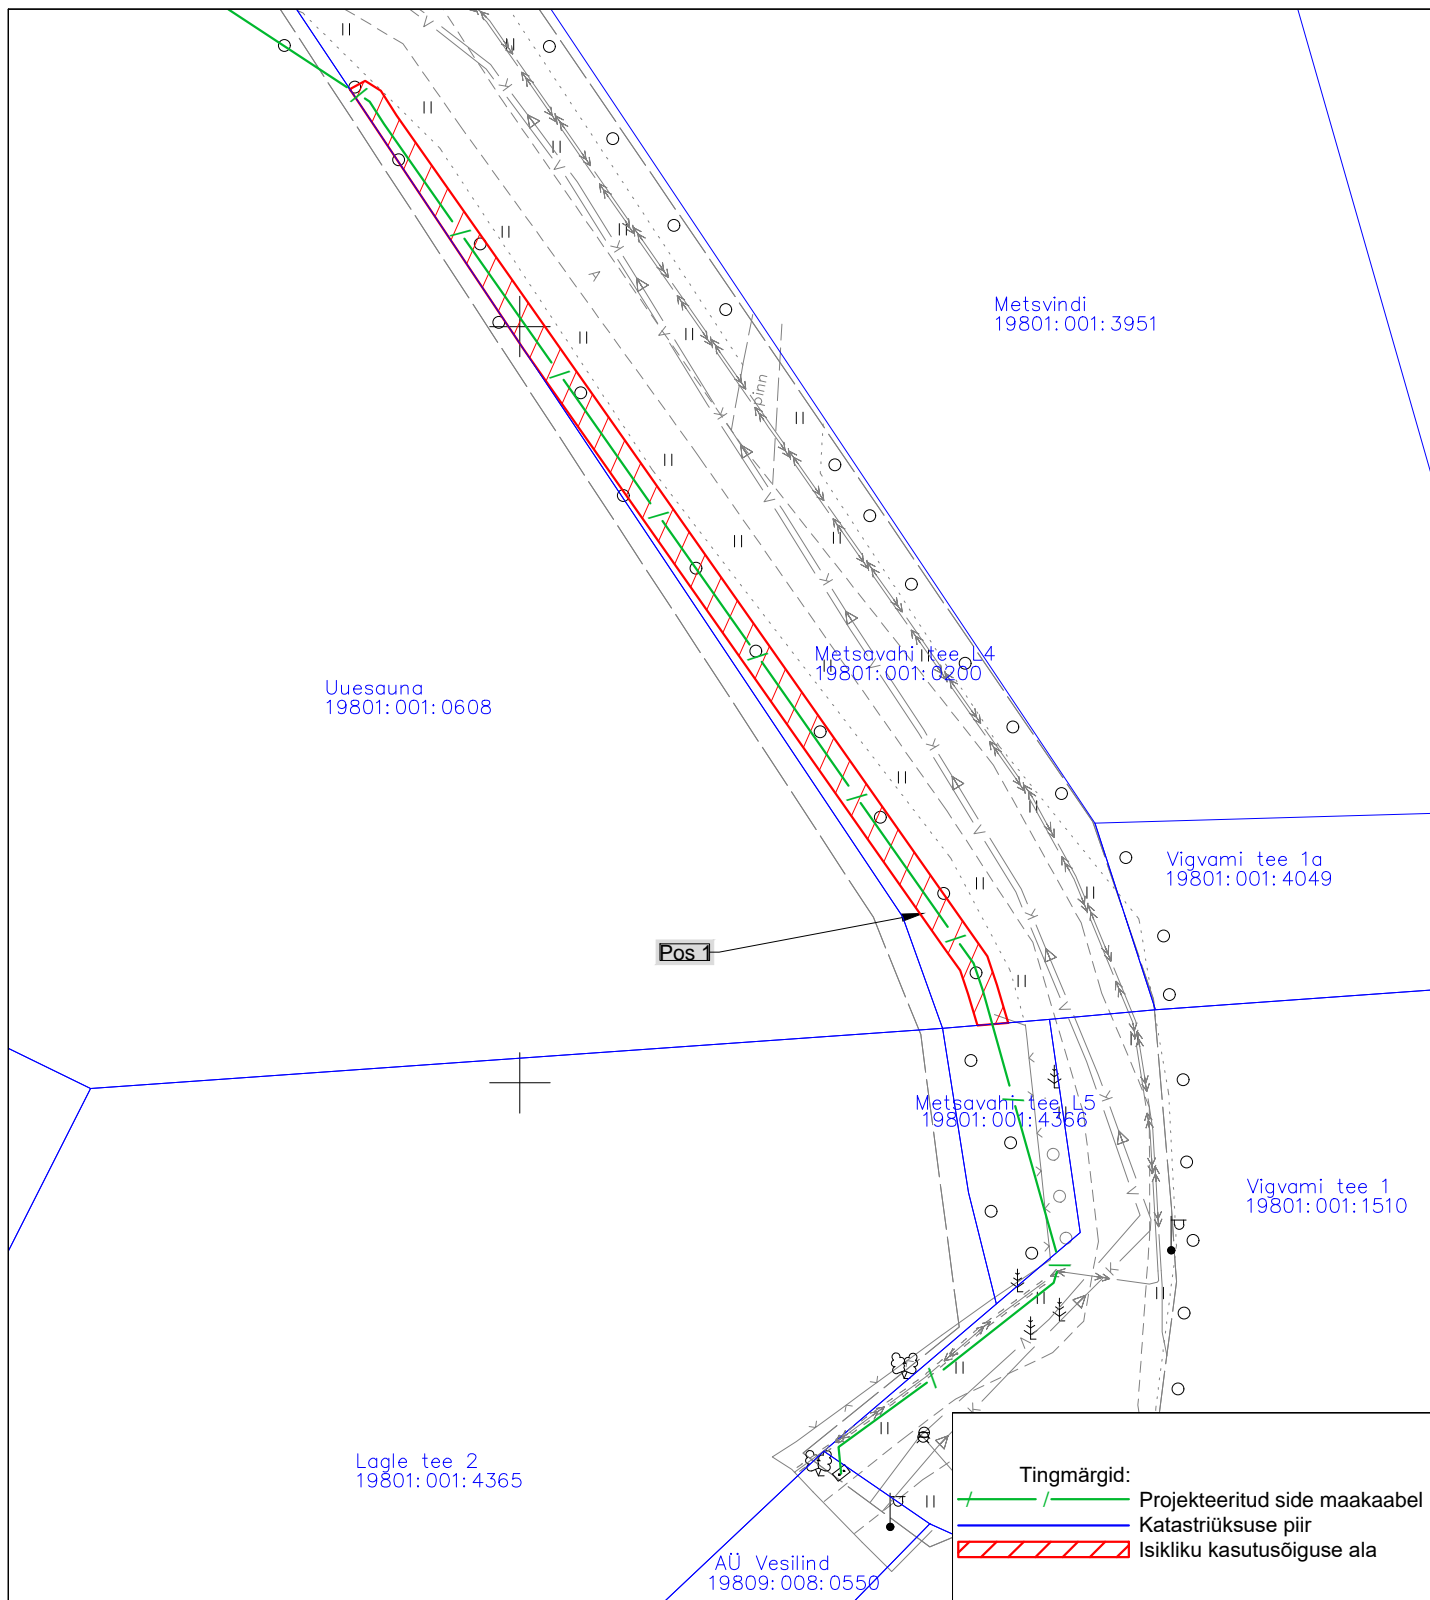 Metsvindi
19801:001:3951
pinn
Metsavahi tee L4
19801:001:0200
Uuesauna
19801:001:0608
Vigvami tee 1a
19801:001:4049
Pos 1
Metsavahi tee L5
19801:001:4366
Vigvami tee 1
19801:001:1510
Lagle tee 2
19801:001:4365
AÜ Vesilind
19809:008:0550
Tingmärgid:
Projekteeritud side maakaabel
Katastriüksuse piir
Isikliku kasutusõiguse ala